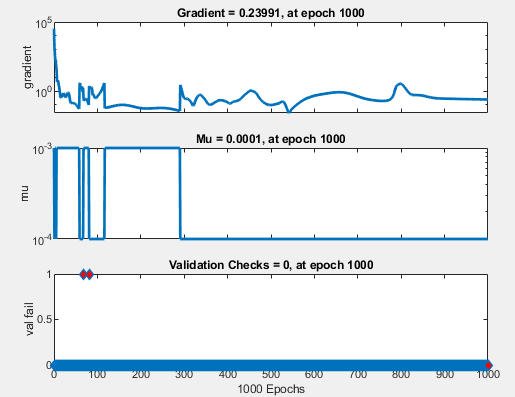 Gradient = 0.23991, at epoch 1000
10^5
gradient
10^0
Mu = 0.0001, at epoch 1000
10^-3
mu
10^-4
Validation Checks = 0, at epoch 1000
1
val fail
0.5
0
0 100 200 300 400 500 600 700 800 900 1000
1000 Epochs